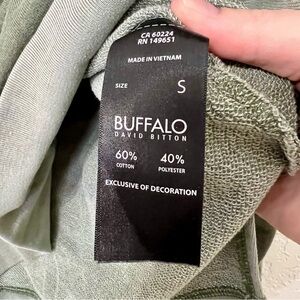 CA 60224
RN 149651
MADE IN VIETNAM
SIZE S
BUFFALO
DAVID BITTON
60% 40%
COTTON POLYESTER
EXCLUSIVE OF DECORATION